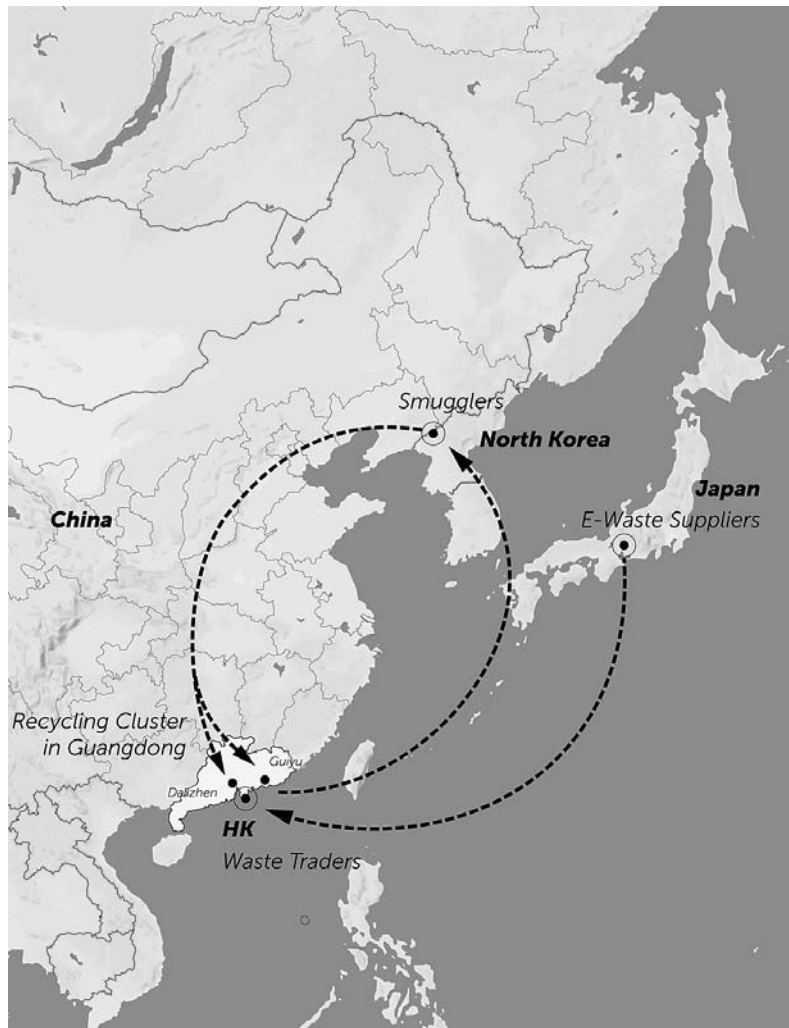 Smugglers
North Korea
Japan
E-Waste Suppliers
China
Recycling Cluster
in Guangdong
Guiyu
Dalizhen
HK
Waste Traders